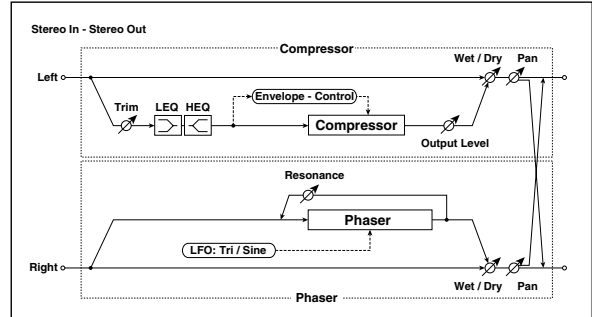 Stereo In - Stereo Out
Compressor
Wet / Dry
Pan
Left
Envelope - Control
Trim
LEQ
HEQ
Compressor
Output Level
Resonance
Phaser
LFO: Tri / Sine
Right
Wet / Dry
Pan
Phaser